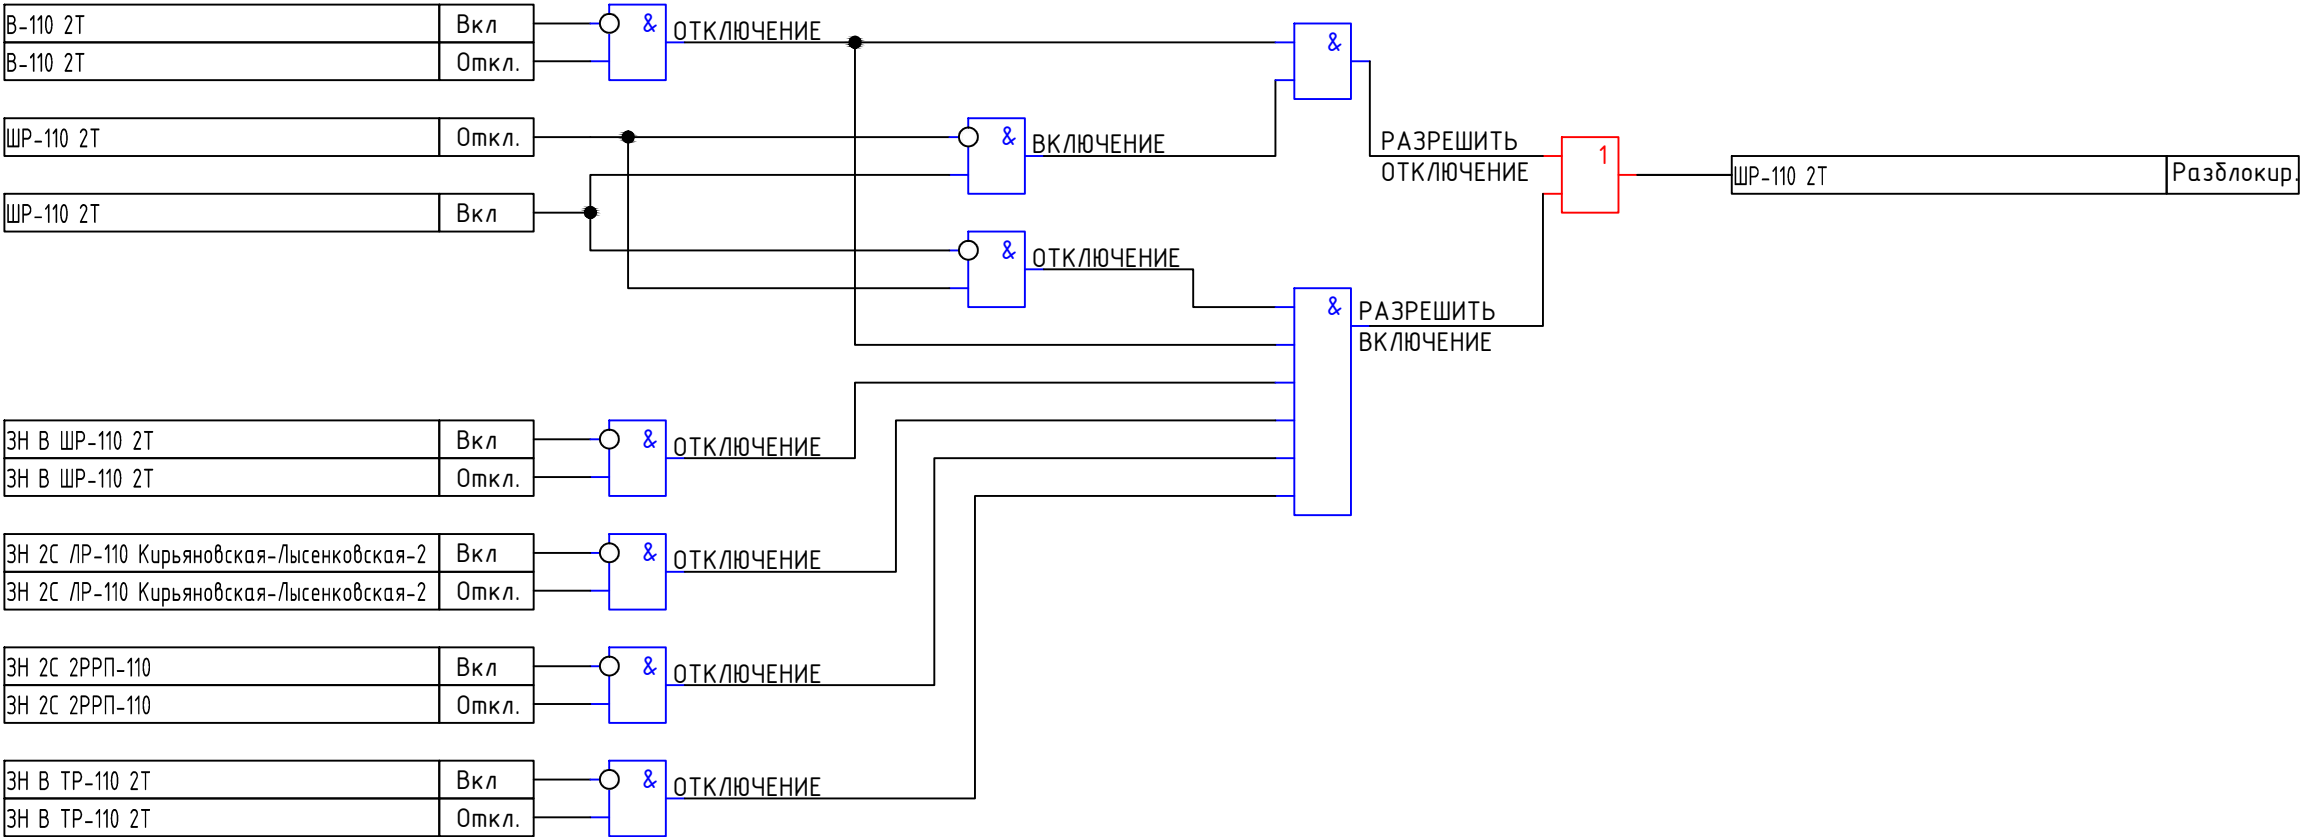 В-110 2Т Вкл
В-110 2Т Откл.
& ОТКЛЮЧЕНИЕ
&
ШР-110 2Т Откл.
& ВКЛЮЧЕНИЕ
РАЗРЕШИТЬ
ОТКЛЮЧЕНИЕ
1
ШР-110 2Т Разблокир.
ШР-110 2Т Вкл
& ОТКЛЮЧЕНИЕ
&
РАЗРЕШИТЬ
ВКЛЮЧЕНИЕ
ЗН В ШР-110 2Т Вкл
ЗН В ШР-110 2Т Откл.
& ОТКЛЮЧЕНИЕ
ЗН 2С ЛР-110 Кирьяновская-Лысенковская-2 Вкл
ЗН 2С ЛР-110 Кирьяновская-Лысенковская-2 Откл.
& ОТКЛЮЧЕНИЕ
ЗН 2С 2РРП-110 Вкл
ЗН 2С 2РРП-110 Откл.
& ОТКЛЮЧЕНИЕ
ЗН В ТР-110 2Т Вкл
ЗН В ТР-110 2Т Откл.
& ОТКЛЮЧЕНИЕ